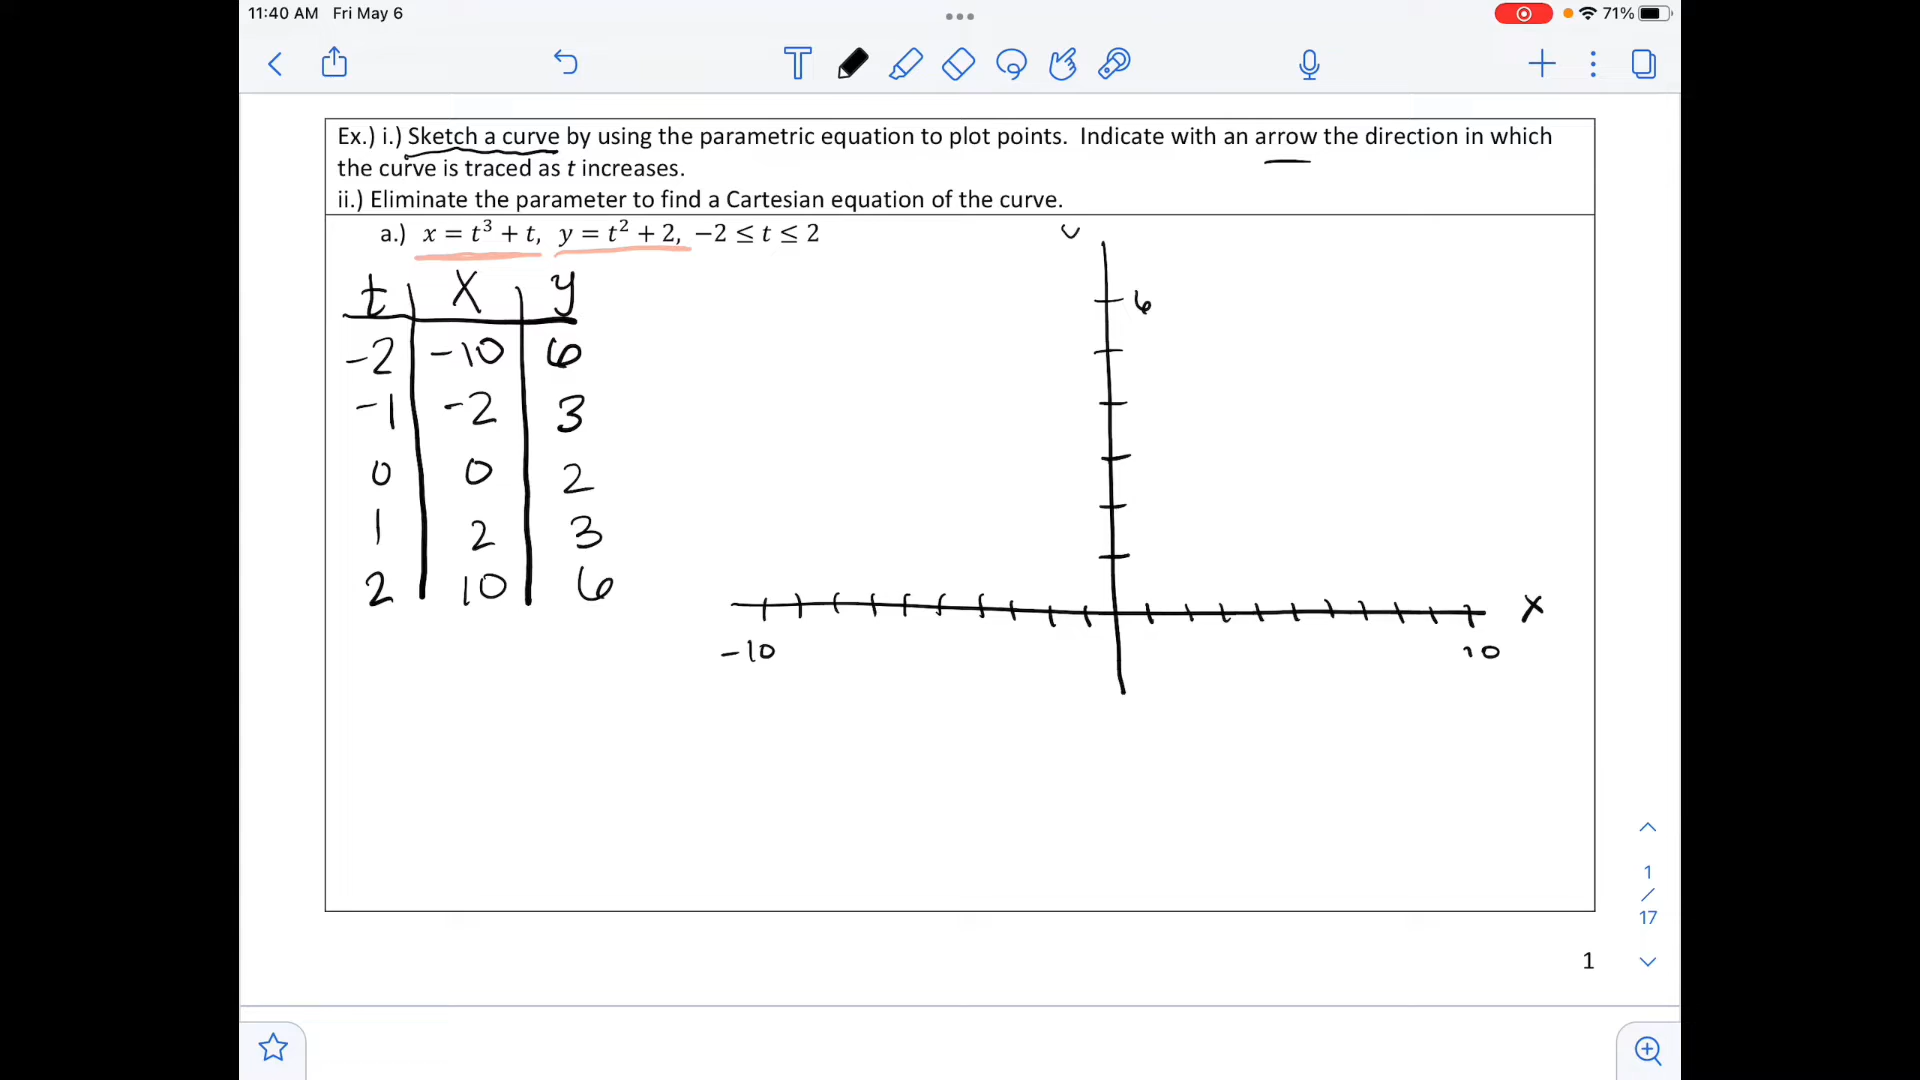 11:40 AM Fri May 6
71%
Ex.) i.) Sketch a curve by using the parametric equation to plot points. Indicate with an arrow the direction in which
the curve is traced as t increases.
ii.) Eliminate the parameter to find a Cartesian equation of the curve.
a.) x = t³ + t, y = t² + 2, −2 ≤ t ≤ 2
t x y
-2 -10 6
-1 -2 3
0 0 2
1 2 3
2 10 6
6
x
-10 10
1
/
17
1